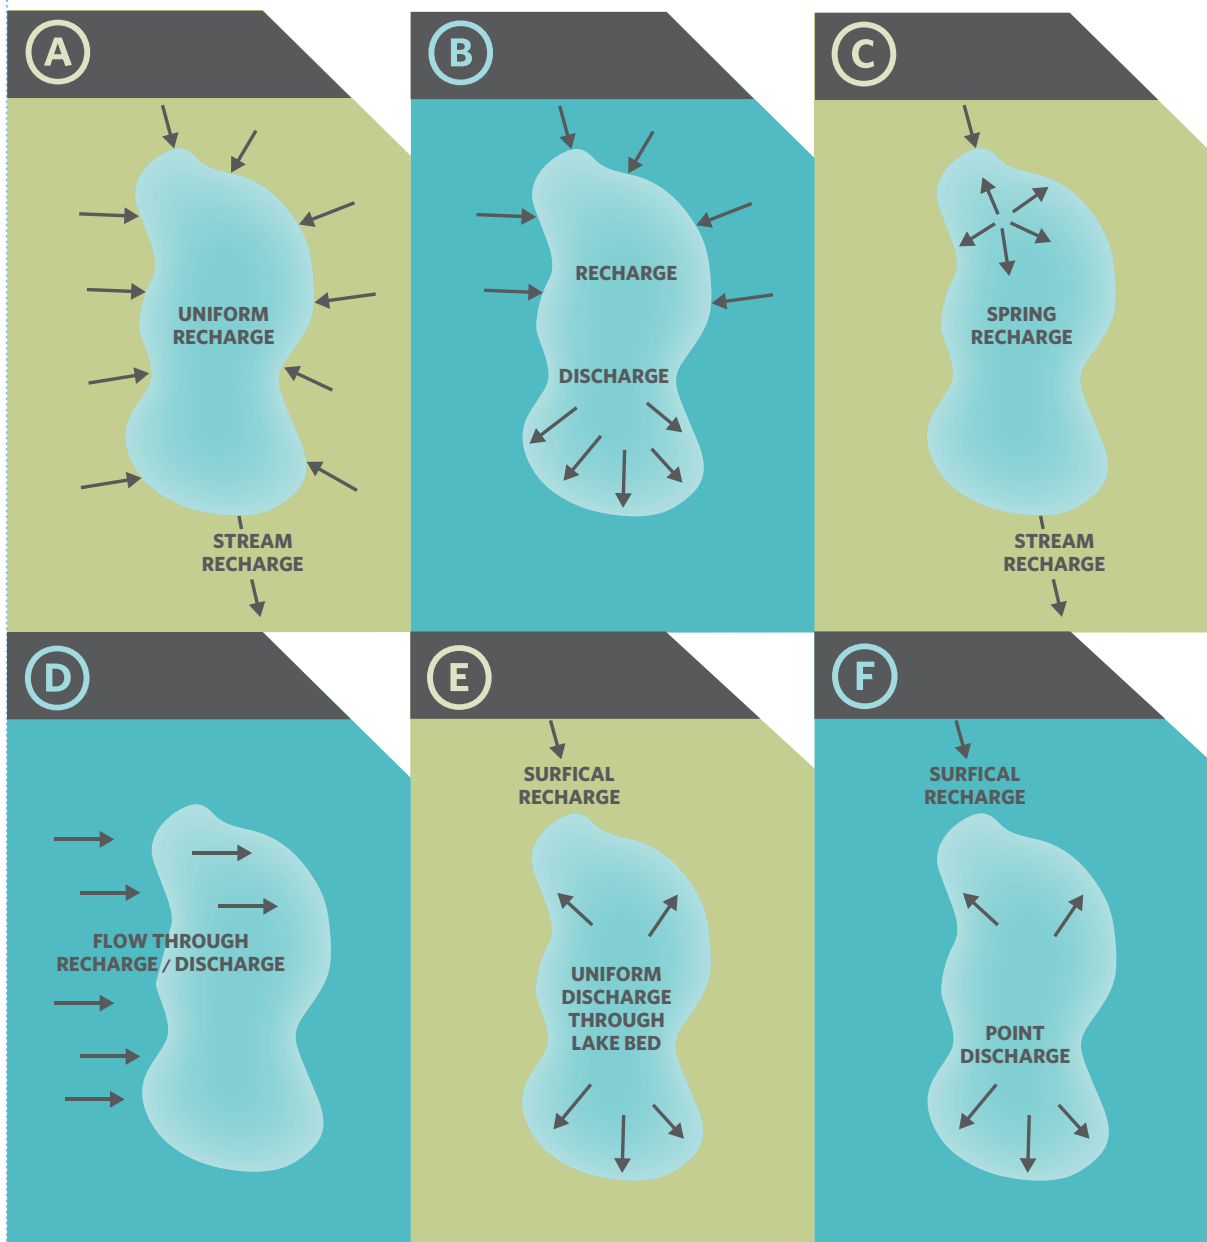 A
UNIFORM
RECHARGE
STREAM
RECHARGE
B
RECHARGE
DISCHARGE
C
SPRING
RECHARGE
STREAM
RECHARGE
D
FLOW THROUGH
RECHARGE / DISCHARGE
E
SURFICAL
RECHARGE
UNIFORM
DISCHARGE
THROUGH
LAKE BED
F
SURFICAL
RECHARGE
POINT
DISCHARGE